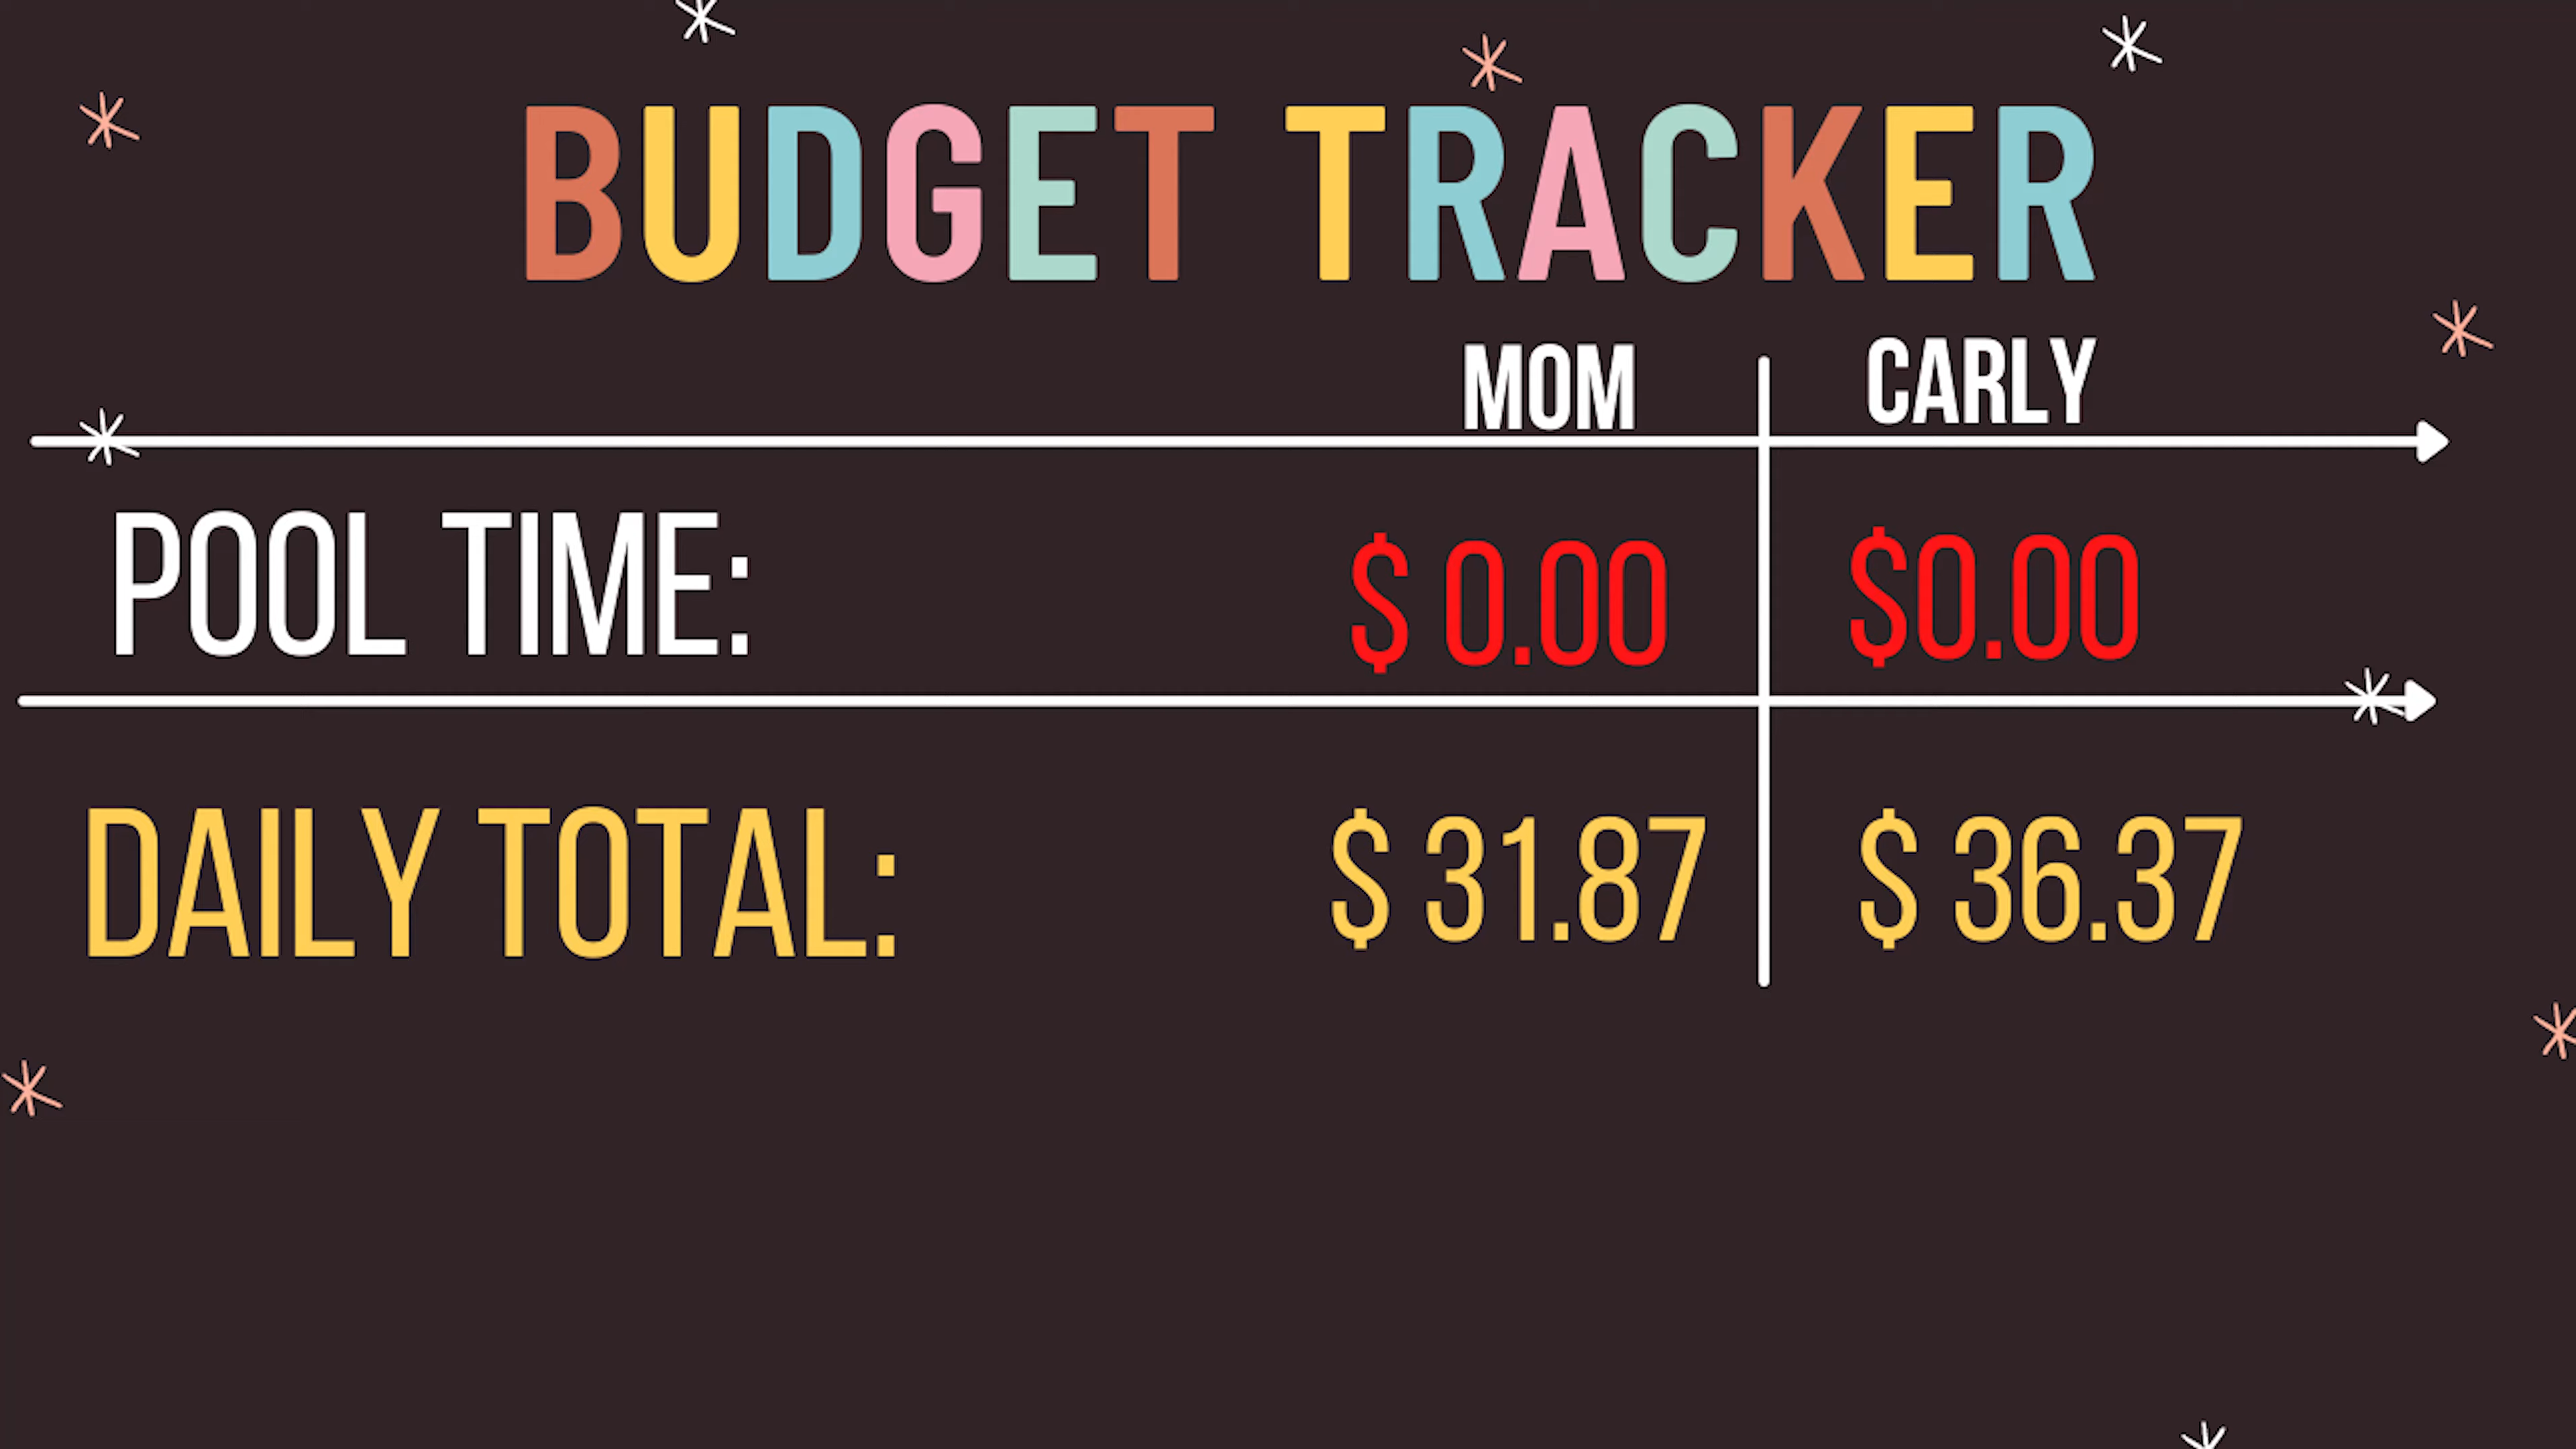 BUDGET TRACKER
MOM CARLY
POOL TIME: $ 0.00 $0.00
DAILY TOTAL: $ 31.87 $ 36.37